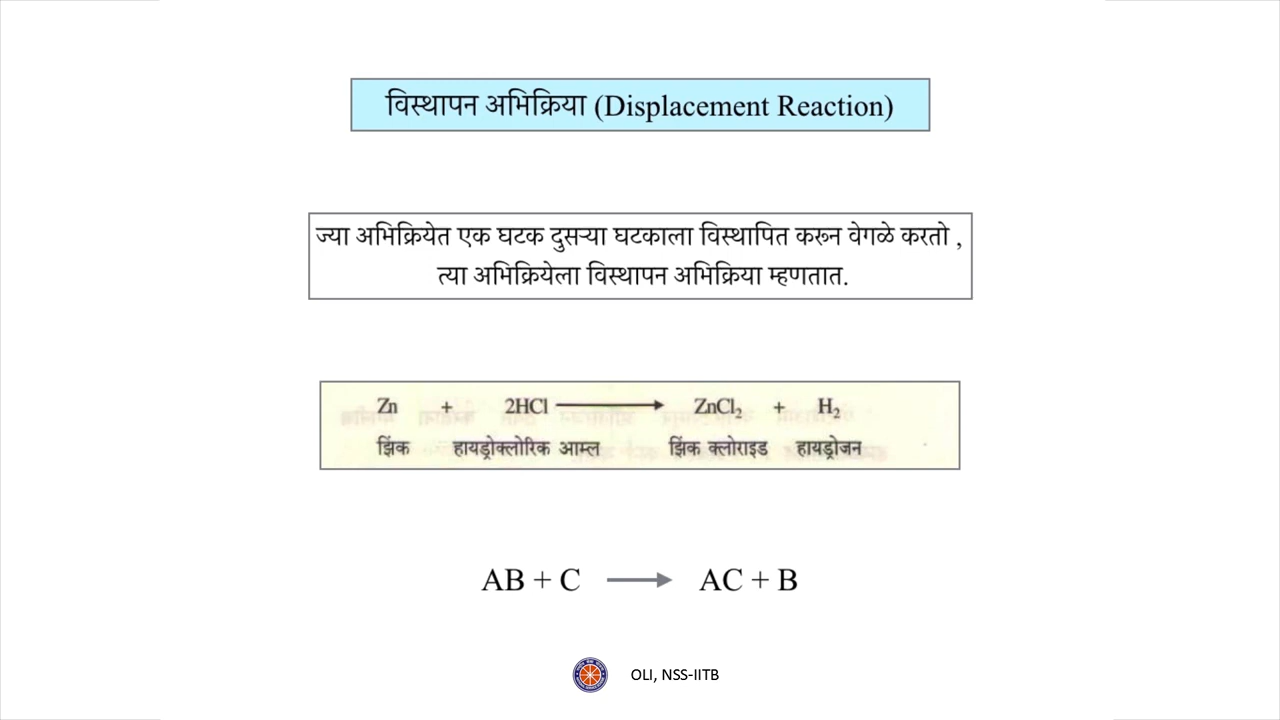 विस्थापन अभिक्रिया (Displacement Reaction)
ज्या अभिक्रियेत एक घटक दुसऱ्या घटकाला विस्थापित करून वेगळे करतो ,
त्या अभिक्रियेला विस्थापन अभिक्रिया म्हणतात.
Zn + 2HCl ⟶ ZnCl₂ + H₂
झिंक हायड्रोक्लोरिक आम्ल झिंक क्लोराइड हायड्रोजन
AB + C ⟶ AC + B
OLI, NSS-IITB